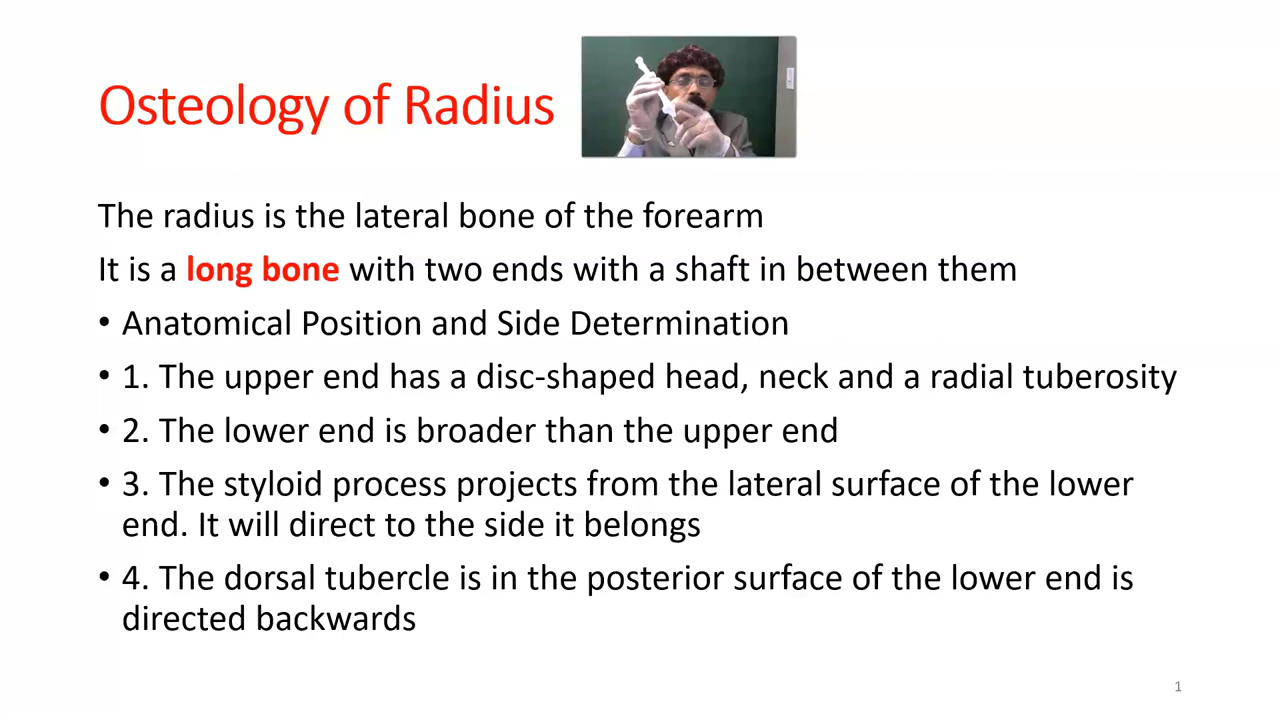 Osteology of Radius
The radius is the lateral bone of the forearm
It is a long bone with two ends with a shaft in between them
• Anatomical Position and Side Determination
• 1. The upper end has a disc-shaped head, neck and a radial tuberosity
• 2. The lower end is broader than the upper end
• 3. The styloid process projects from the lateral surface of the lower
end. It will direct to the side it belongs
• 4. The dorsal tubercle is in the posterior surface of the lower end is
directed backwards
1